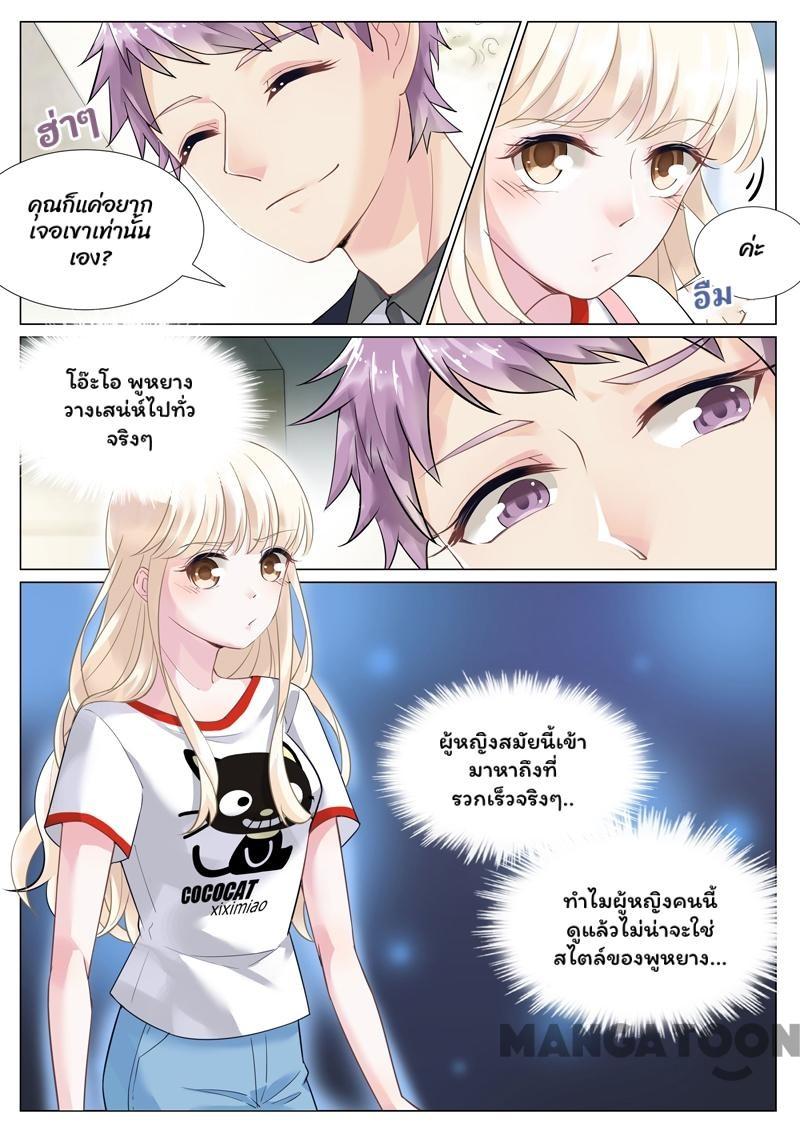 ฮ่าๆ
คุณก็แค่อยาก
เจอเขาเท่านั้น
เอง?
ค่ะ
อืม
โอ๊ะโอ พูหยาง
วางเสน่ห์ไปทั่ว
จริงๆ
ผู้หญิงสมัยนี้เข้า
มาหาถึงที่
รวกเร็วจริงๆ..
ทำไมผู้หญิงคนนี้
ดูแล้วไม่น่าจะใช่
สไตล์ของพูหยาง...
COCOCAT
xiximiao
MANGATOON